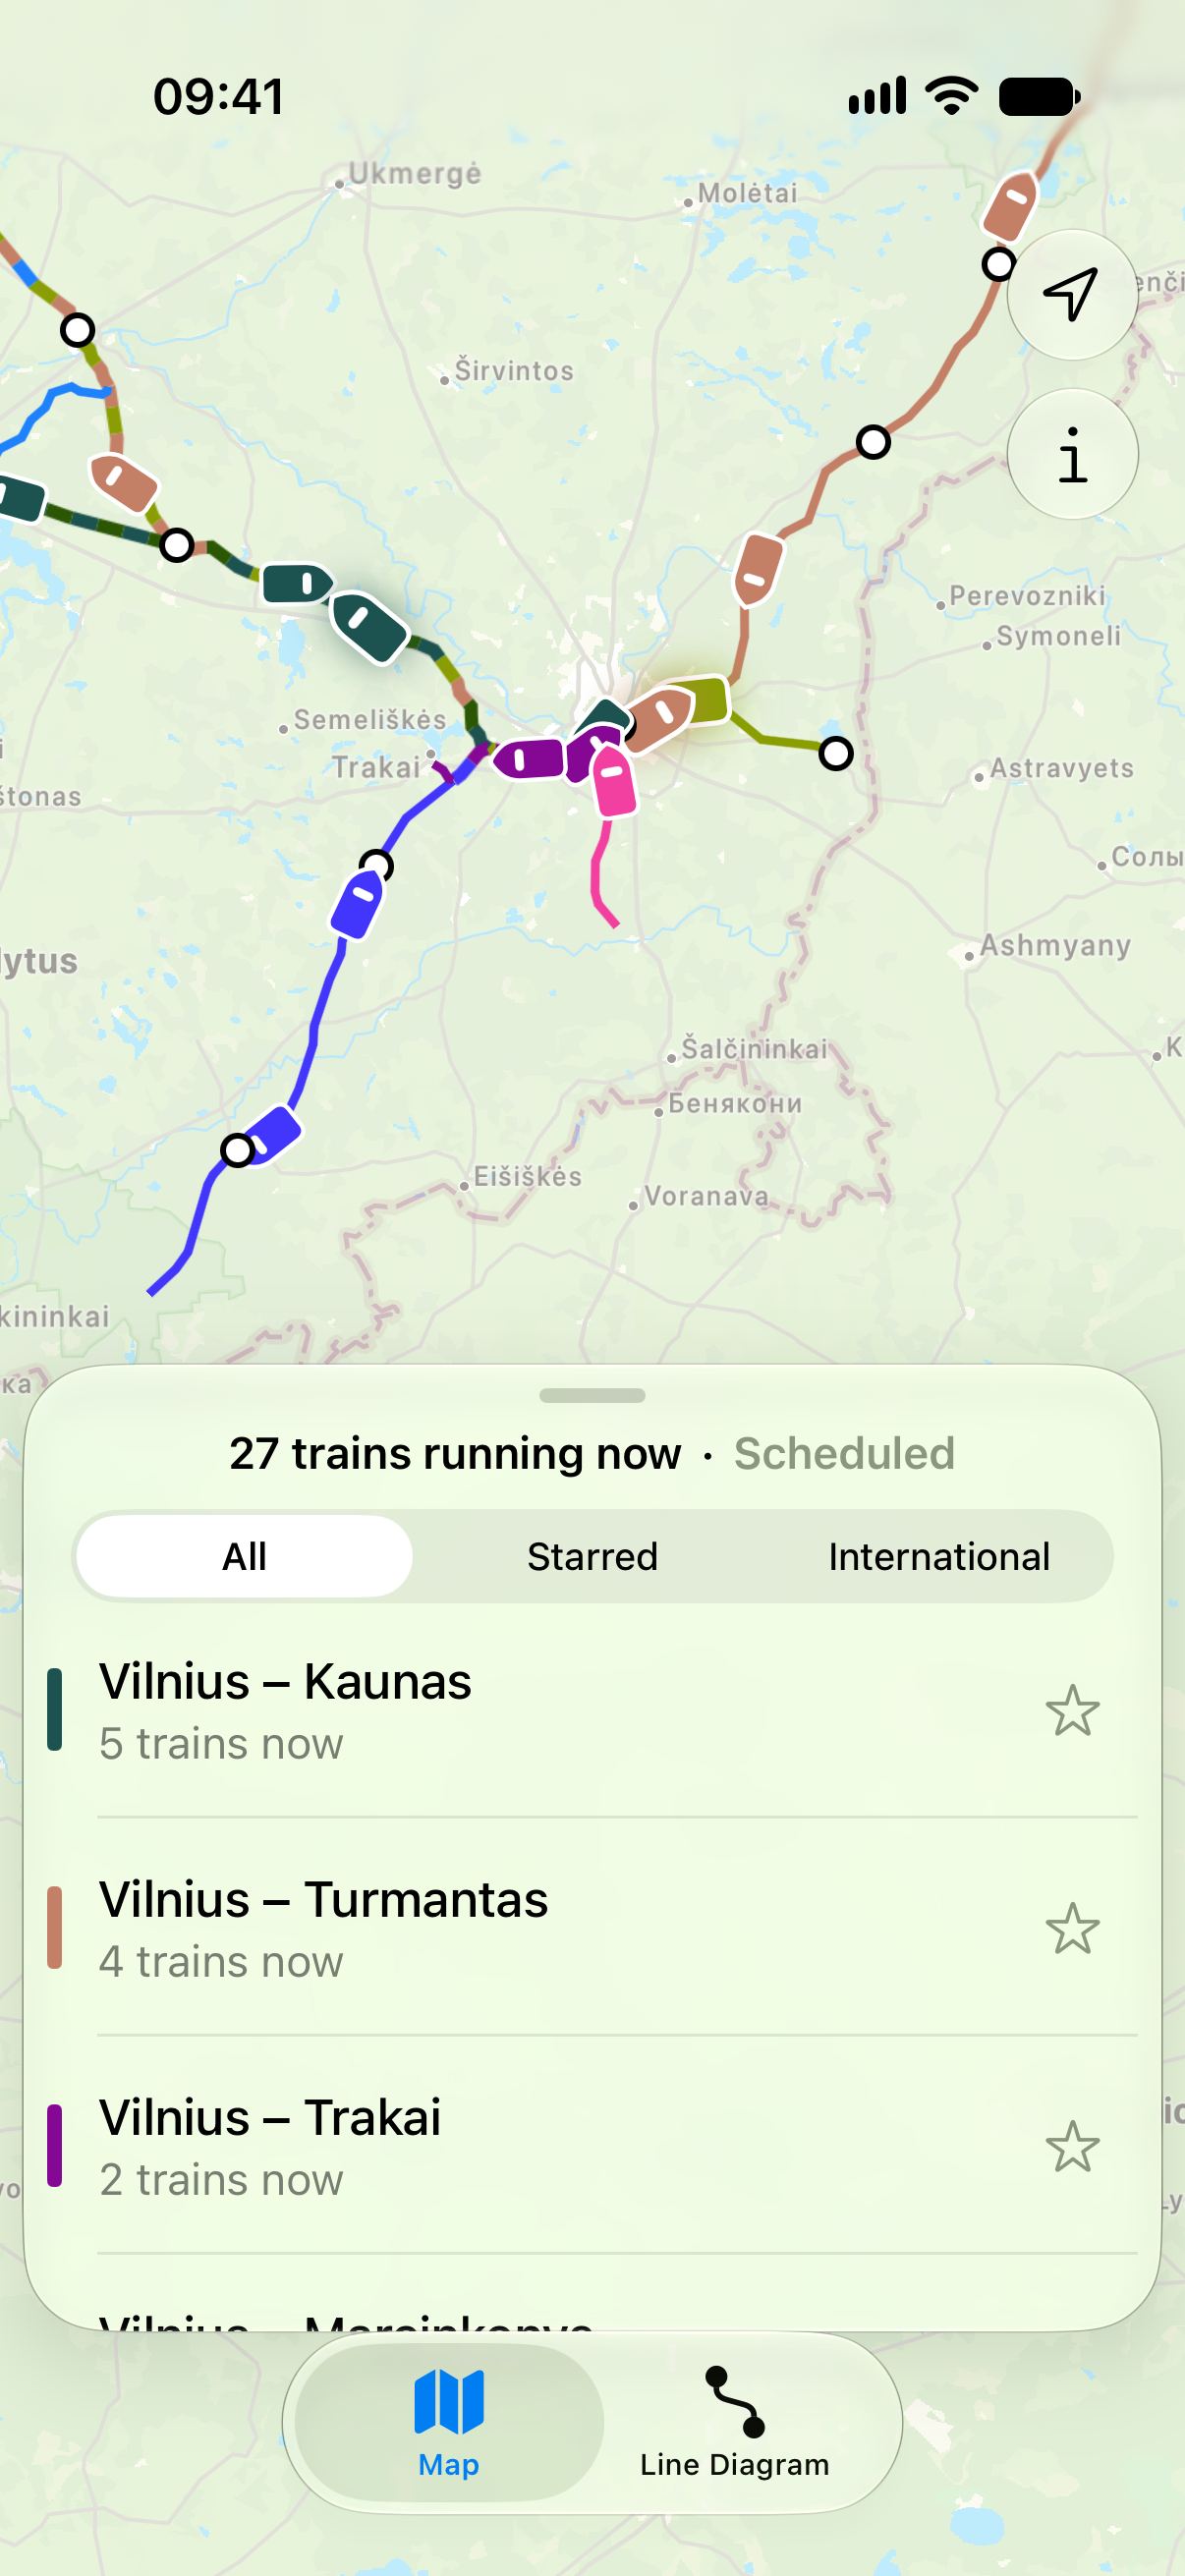 09:41
Ukmergė
Molėtai
Širvintos
Perevozniki
Symoneli
Semeliškės
Trakai
Astravyets
Солы
Ashmyany
Šalčininkai
Бенякони
Eišiškės
Voranava
27 trains running now · Scheduled
All Starred International
Vilnius – Kaunas
5 trains now
Vilnius – Turmantas
4 trains now
Vilnius – Trakai
2 trains now
Vilnius – Marcinkonys
Map Line Diagram